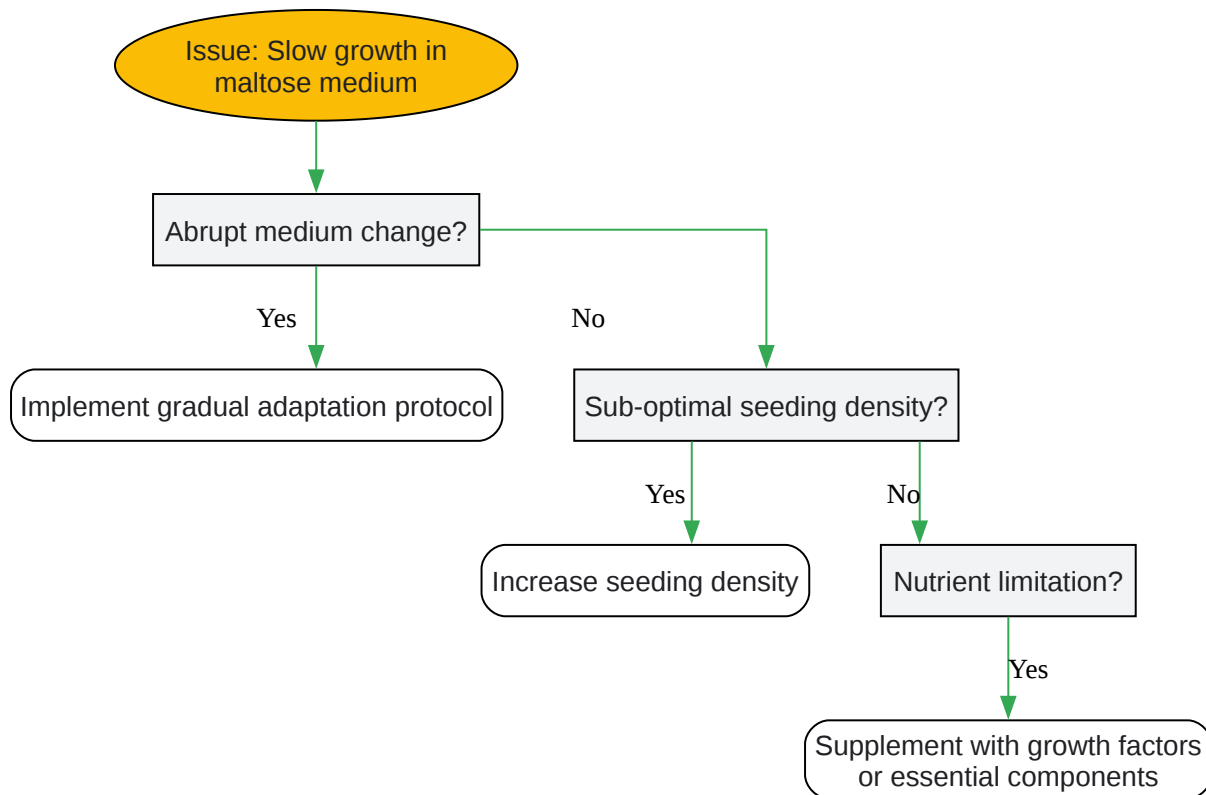 Issue: Slow growth in
maltose medium
Abrupt medium change?
Yes
No
Implement gradual adaptation protocol
Sub-optimal seeding density?
Yes
No
Increase seeding density
Nutrient limitation?
Yes
Supplement with growth factors
or essential components